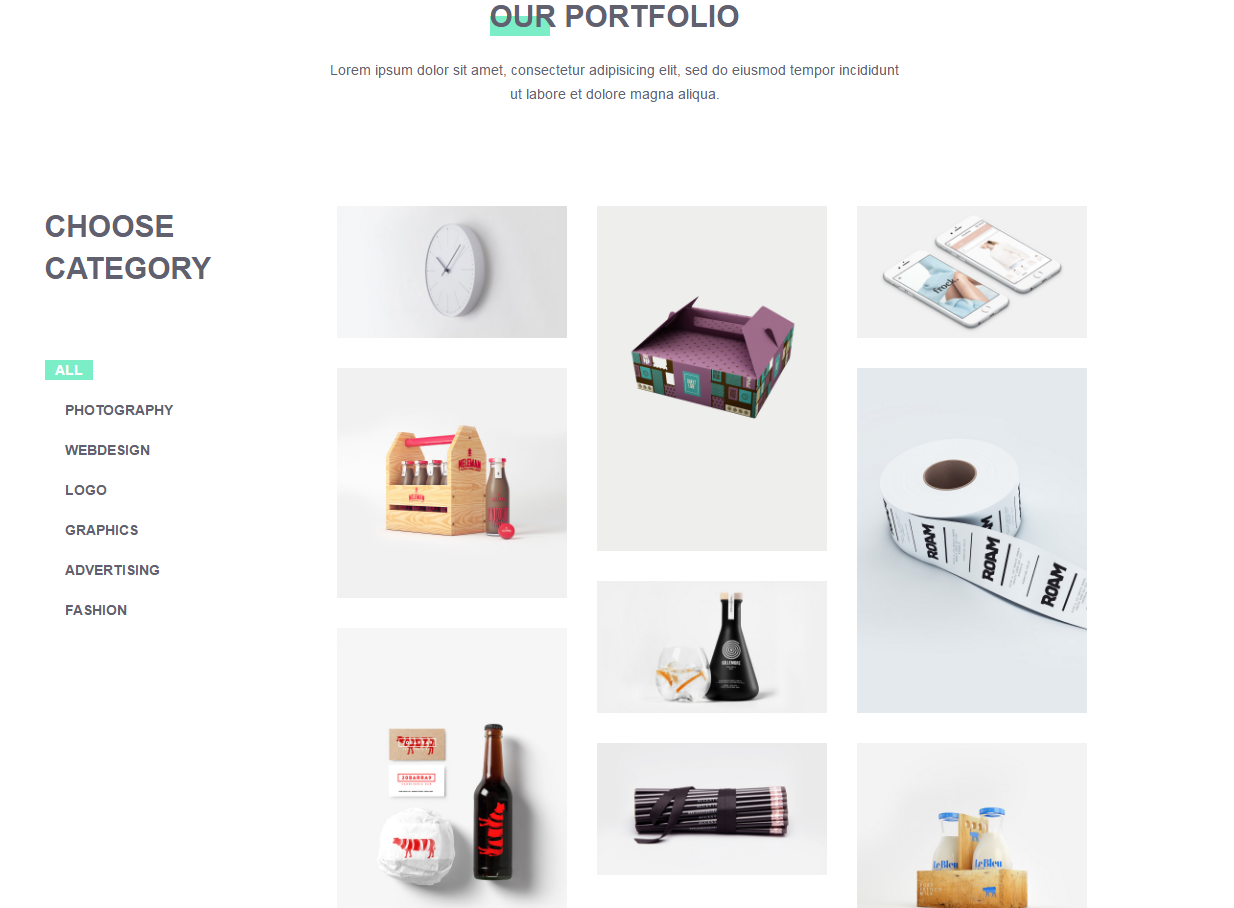 OUR PORTFOLIO
Lorem ipsum dolor sit amet, consectetur adipisicing elit, sed do eiusmod tempor incididunt
ut labore et dolore magna aliqua.
CHOOSE
CATEGORY
ALL
PHOTOGRAPHY
WEBDESIGN
LOGO
GRAPHICS
ADVERTISING
FASHION
frock.
ROAM
ROAM
ROAM
LeBleu
LeBleu